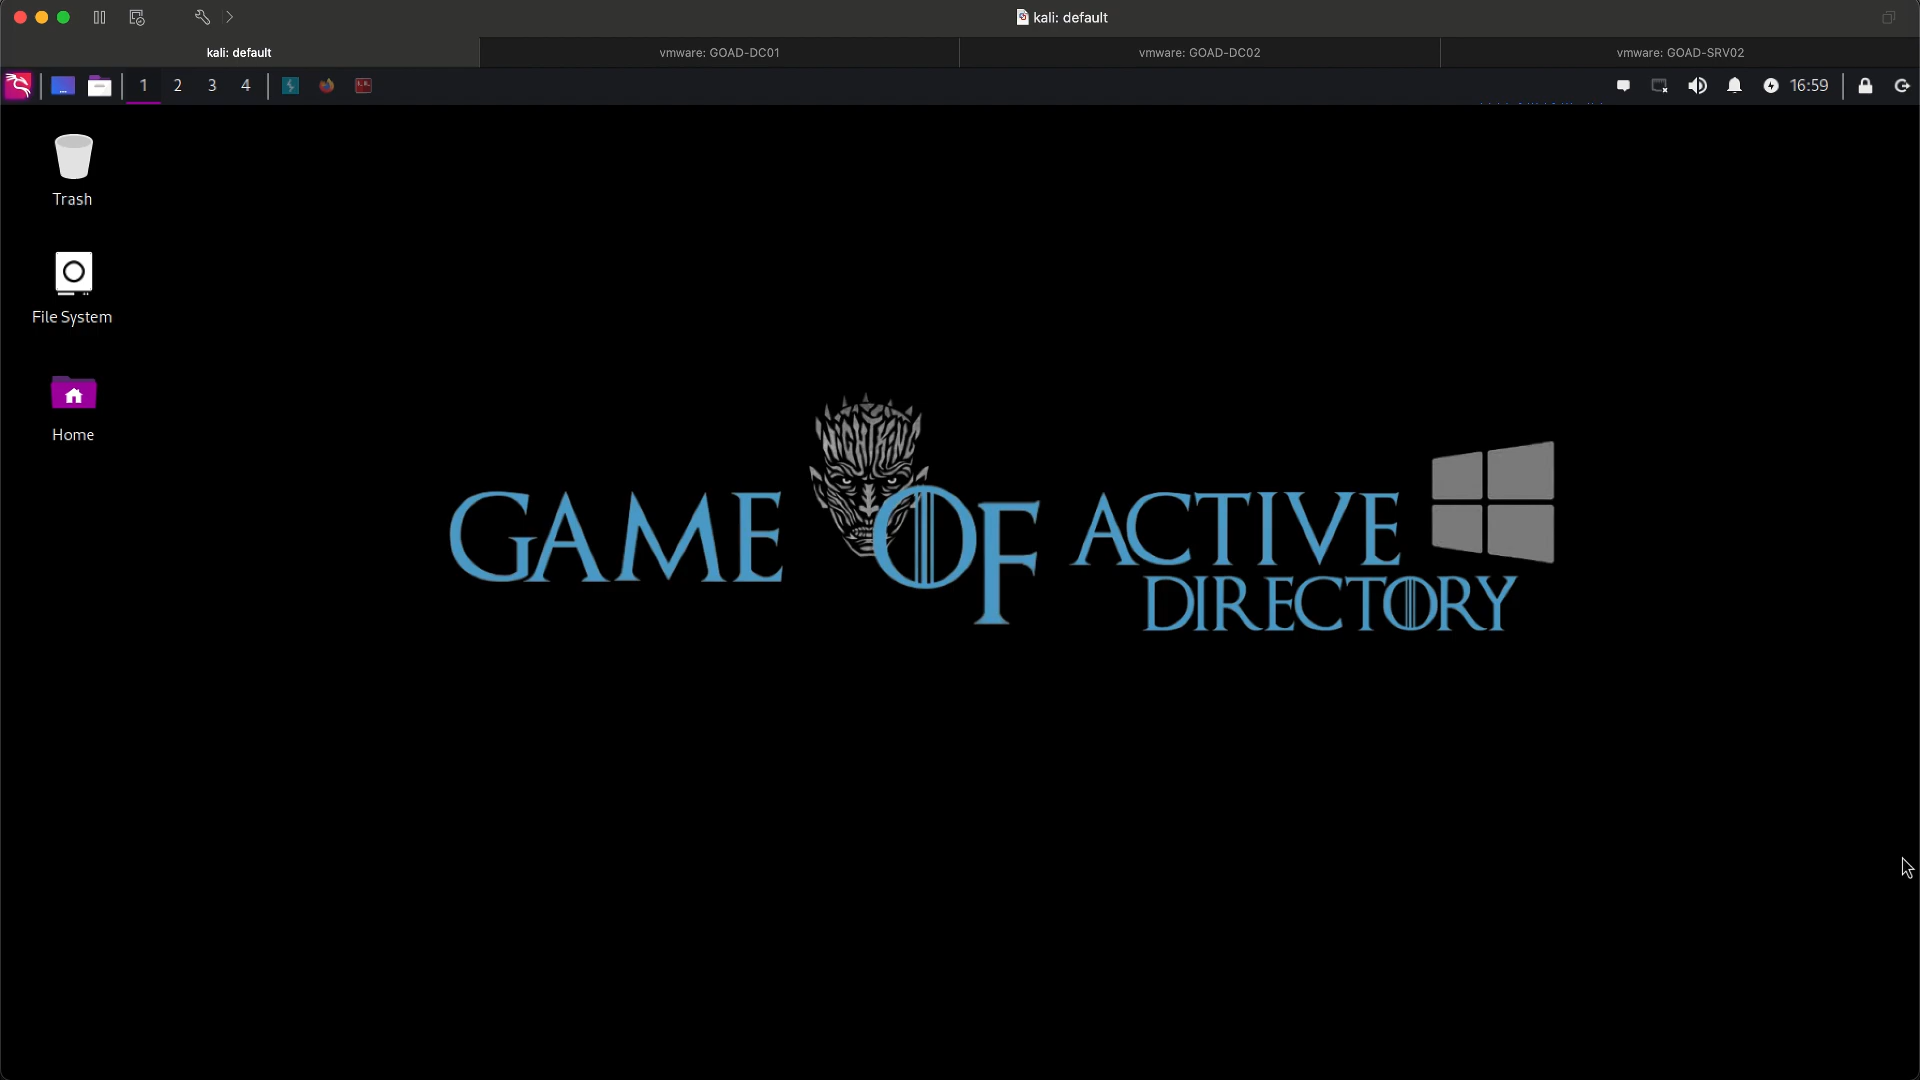 kali: default
kali: default
vmware: GOAD-DC01
vmware: GOAD-DC02
vmware: GOAD-SRV02
1 2 3 4
16:59
Trash
File System
Home
GAME OF ACTIVE
DIRECTORY